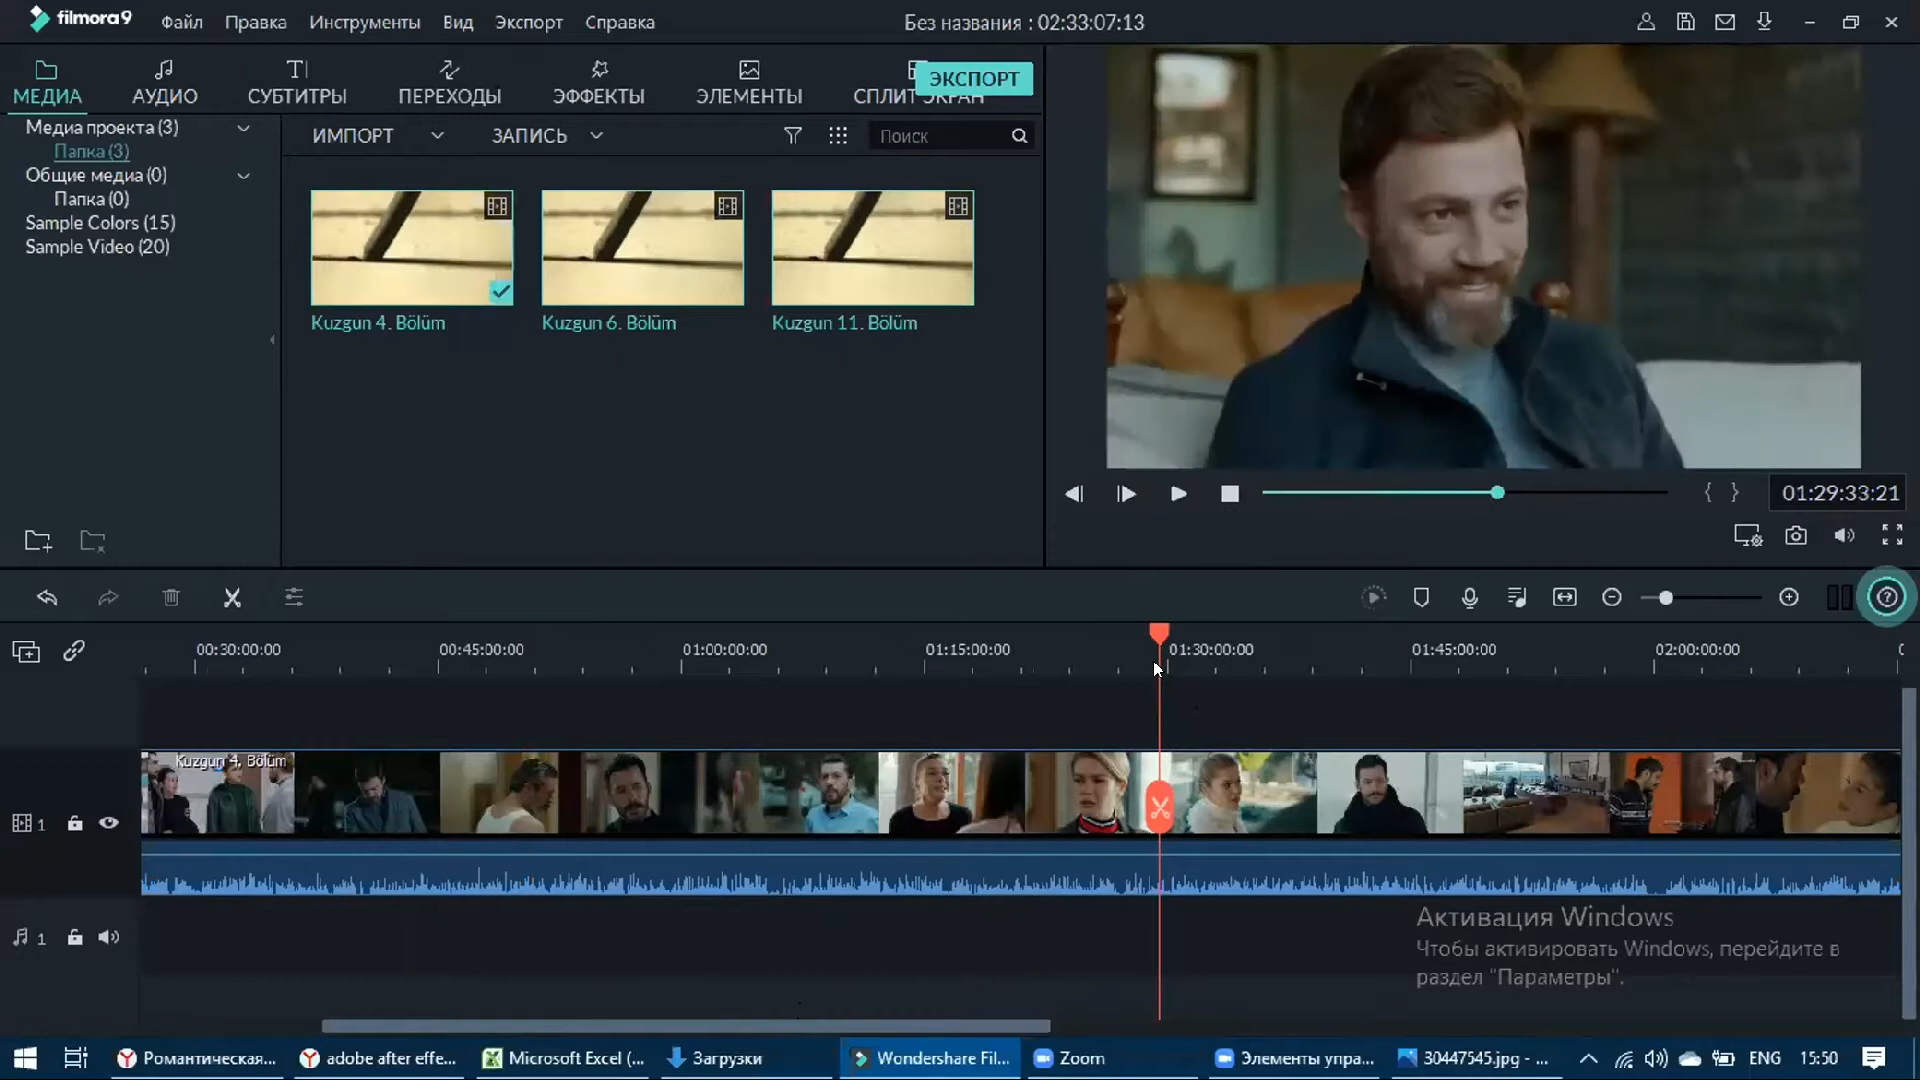 filmora9
Файл
Правка
Инструменты
Вид
Экспорт
Справка
Без названия : 02:33:07:13
МЕДИА
АУДИО
СУБТИТРЫ
ПЕРЕХОДЫ
ЭФФЕКТЫ
ЭЛЕМЕНТЫ
СПЛИТ ЭКРАН
ЭКСПОРТ
Медиа проекта (3)
Папка (3)
Общие медиа (0)
Папка (0)
Sample Colors (15)
Sample Video (20)
ИМПОРТ
ЗАПИСЬ
Поиск
Kuzgun 4. Bölüm
Kuzgun 6. Bölüm
Kuzgun 11. Bölüm
01:29:33:21
00:30:00:00
00:45:00:00
01:00:00:00
01:15:00:00
01:30:00:00
01:45:00:00
02:00:00:00
Kuzgun 4. Bölüm
1
1
Активация Windows
Чтобы активировать Windows, перейдите в
раздел "Параметры".
Романтическая...
adobe after effe...
Microsoft Excel (...
Загрузки
Wondershare Fil...
Zoom
Элементы упра...
30447545.jpg - ...
ENG
15:50